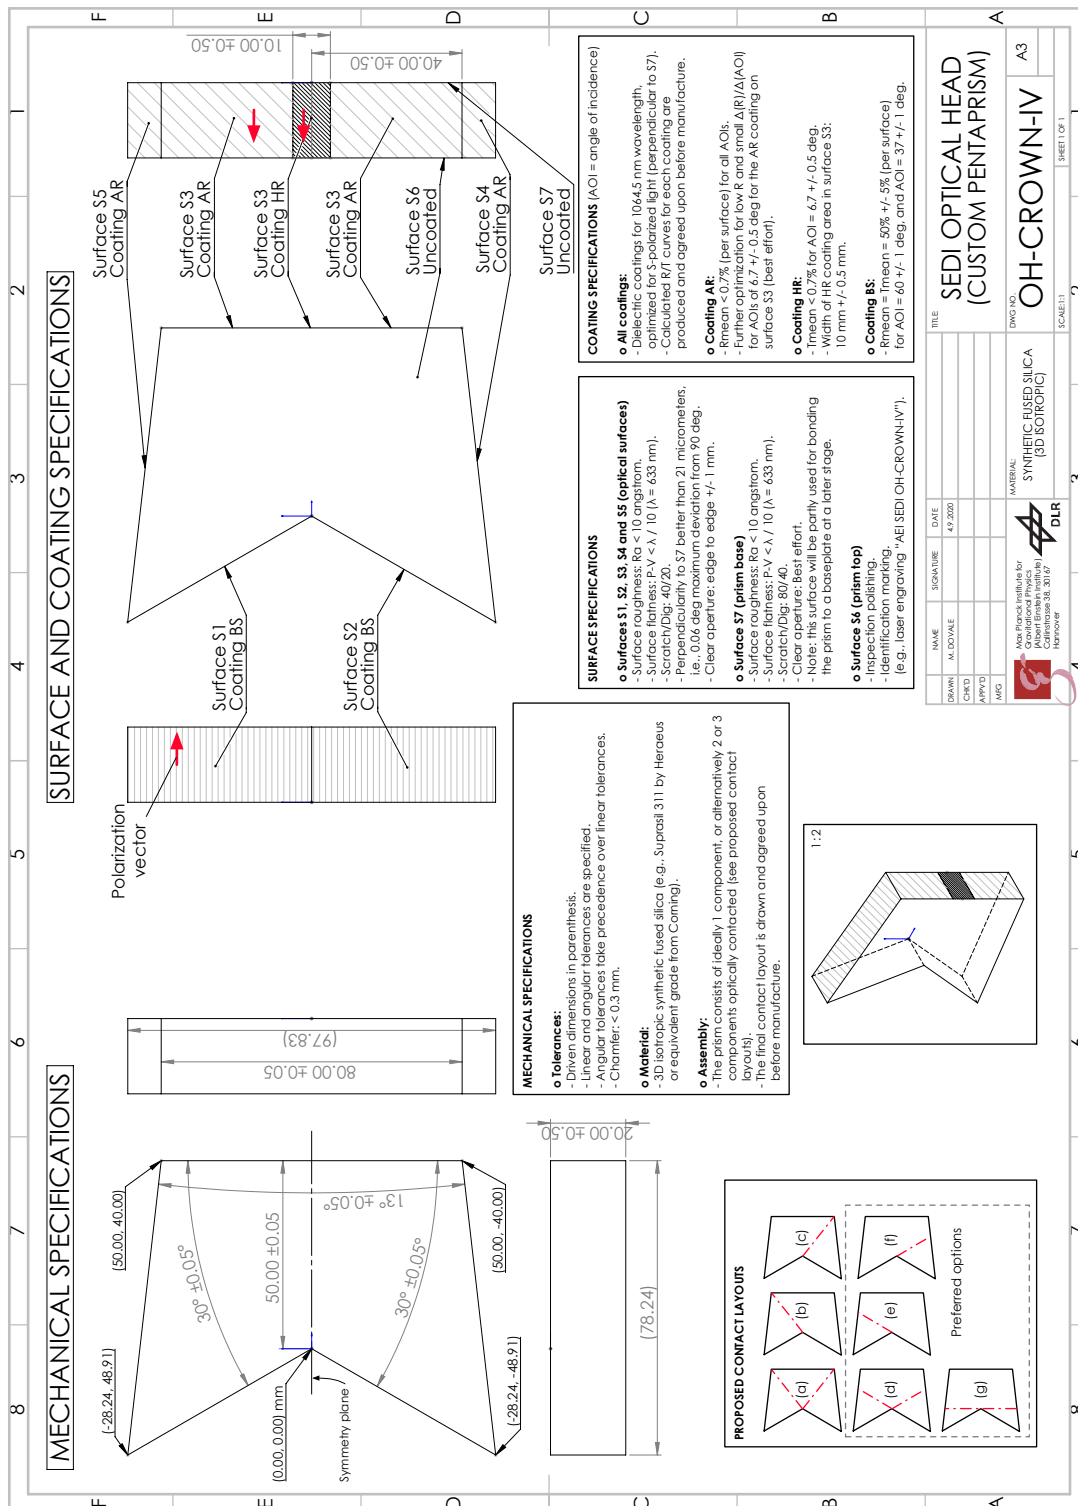 MECHANICAL SPECIFICATIONS
SURFACE AND COATING SPECIFICATIONS
8
7
6
5
4
3
2
1
F
E
D
C
B
A
(-28.24, 48.91)
(50.00, 40.00)
30° ±0.05°
50.00 ±0.05
13° ±0.05°
30° ±0.05°
(0.00, 0.00) mm
Symmetry plane
(-28.24, -48.91)
(50.00, -40.00)
80.00 ±0.05
(97.83)
20.00 ±0.50
(78.24)
Polarization
vector
Surface S1
Coating BS
Surface S2
Coating BS
Surface S5
Coating AR
Surface S3
Coating AR
Surface S3
Coating HR
Surface S3
Coating AR
Surface S6
Uncoated
Surface S4
Coating AR
Surface S7
Uncoated
10.00 ±0.50
40.00 ±0.50
PROPOSED CONTACT LAYOUTS
(a)
(b)
(c)
(d)
(e)
(f)
(g)
Preferred options
MECHANICAL SPECIFICATIONS
o Tolerances:
- Driven dimensions in parenthesis.
- Linear and angular tolerances are specified.
- Angular tolerances take precedence over linear tolerances.
- Chamfer: < 0.3 mm.
o Material:
- 3D isotropic synthetic fused silica (e.g., Suprasil 311 by Heraeus
or equivalent grade from Corning).
o Assembly:
- The prism consists of ideally 1 component, or alternatively 2 or 3
components optically contacted (see proposed contact
layouts).
- The final contact layout is drawn and agreed upon
before manufacture.
1:2
SURFACE SPECIFICATIONS
o Surfaces S1, S2, S3, S4 and S5 (optical surfaces)
- Surface roughness: Ra < 10 angstrom.
- Surface flatness: P-V < λ / 10 (λ = 633 nm).
- Scratch/Dig: 40/20.
- Perpendicularity to S7 better than 21 micrometers,
i.e., 0.06 deg maximum deviation from 90 deg.
- Clear aperture: edge to edge +/- 1 mm.
o Surface S7 (prism base)
- Surface roughness: Ra < 10 angstrom.
- Surface flatness: P-V < λ / 10 (λ = 633 nm).
- Scratch/Dig: 80/40.
- Clear aperture: Best effort.
- Note: this surface will be partly used for bonding
the prism to a baseplate at a later stage.
o Surface S6 (prism top)
- Inspection polishing.
- Identification marking.
(e.g., laser engraving "AEI SEDI OH-CROWN-IV").
COATING SPECIFICATIONS (AOI = angle of incidence)
o All coatings:
- Dielectric coatings for 1064.5 nm wavelength,
optimized for S-polarized light (perpendicular to S7).
- Calculated R/T curves for each coating are
produced and agreed upon before manufacture.
o Coating AR:
- Rmean < 0.7% (per surface) for all AOIs.
- Further optimization for low R and small Δ(R)/Δ(AOI)
for AOIs of 6.7 +/- 0.5 deg for the AR coating on
surface S3 (best effort).
o Coating HR:
- Tmean < 0.7% for AOI = 6.7 +/- 0.5 deg.
- Width of HR coating area in surface S3:
10 mm +/- 0.5 mm.
o Coating BS:
- Rmean = Tmean = 50% +/- 5% (per surface)
for AOI = 60 +/- 1 deg, and AOI = 37 +/- 1 deg.
NAME
SIGNATURE
DATE
DRAWN
M. DOVALE
4.9.2020
CHK'D
APPV'D
MFG
TITLE:
SEDI OPTICAL HEAD
(CUSTOM PENTAPRISM)
Max Planck Institute for
Gravitational Physics
(Albert Einstein Institute)
Callinstrasse 38, 30167
Hannover
DLR
MATERIAL:
SYNTHETIC FUSED SILICA
(3D ISOTROPIC)
DWG NO.
OH-CROWN-IV
A3
SCALE:1:1
SHEET 1 OF 1
8
7
6
5
4
3
2
1
F
E
D
C
B
A